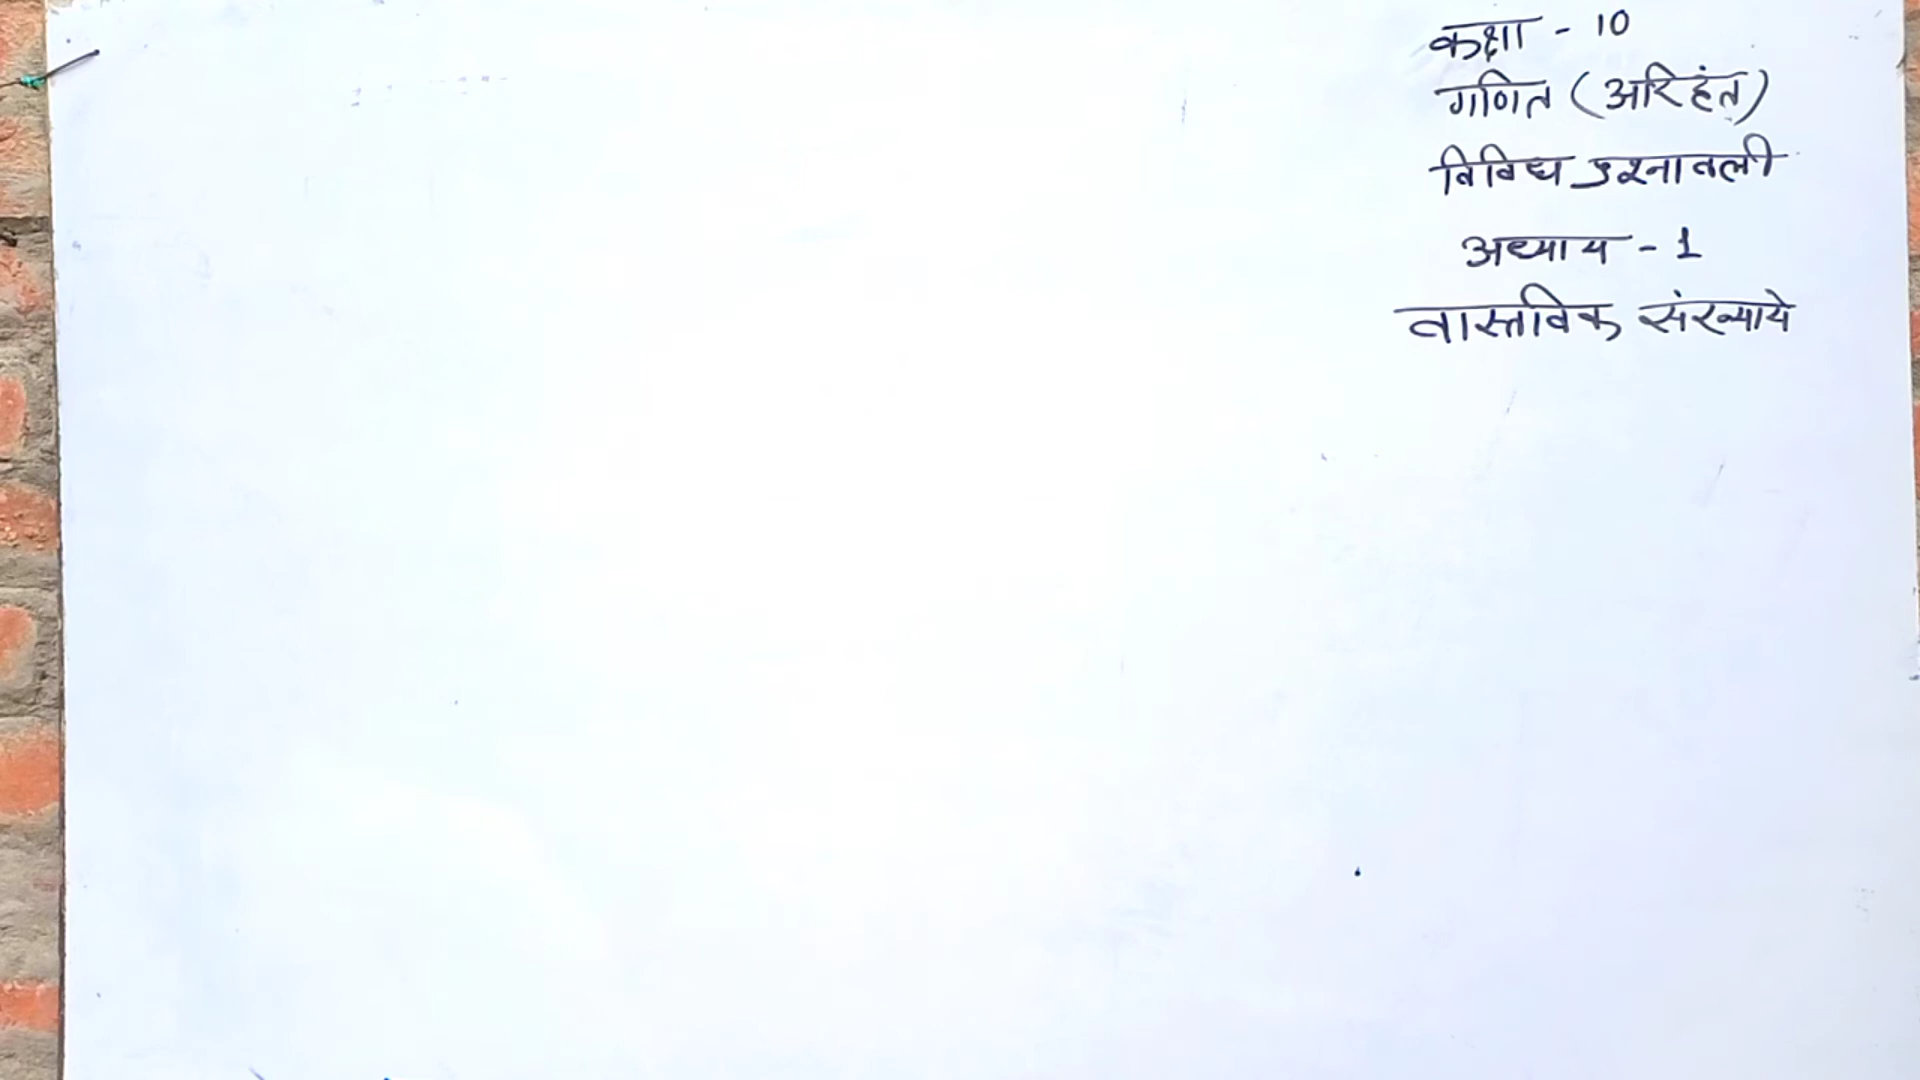 कक्षा - 10
गणित (अरिहंत)
विविध प्रश्नावली
अध्याय - 1
वास्तविक संख्याये